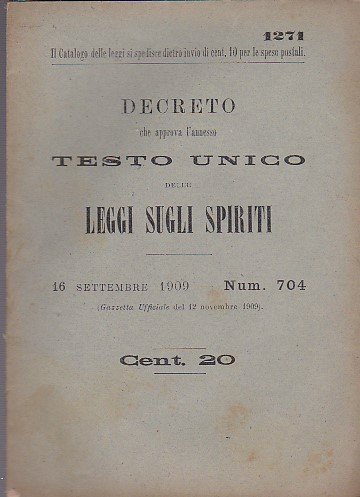 1271
Il Catalogo delle leggi si spedisce dietro invio di cent, 10 per le spese postali.
DECRETO
che approva l'annesso
TESTO UNICO
DELLE
LEGGI SUGLI SPIRITI
16 SETTEMBRE 1909 Num. 704
(Gazzetta Ufficiale del 12 novembre 1909).
Cent. 20